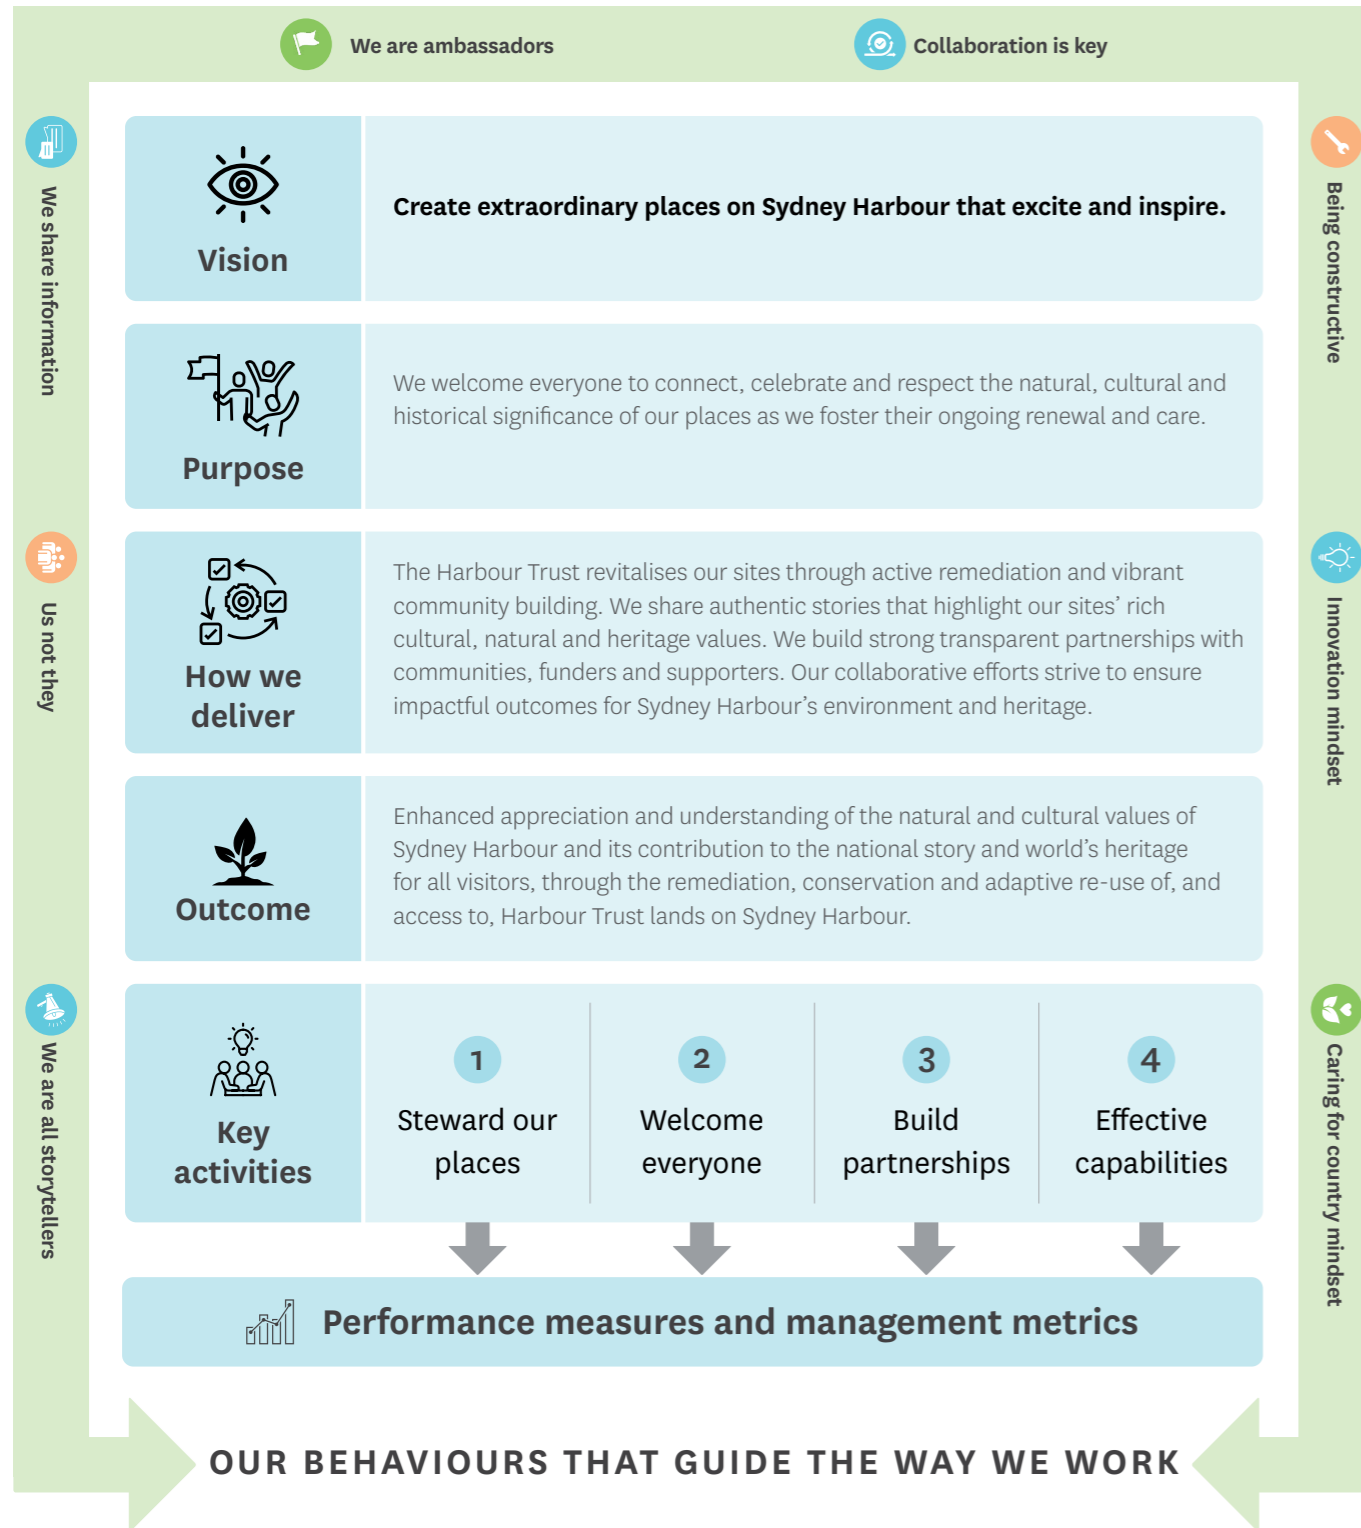 We are ambassadors
Collaboration is key
We share information
Us not they
We are all storytellers
Being constructive
Innovation mindset
Caring for country mindset
Vision
Create extraordinary places on Sydney Harbour that excite and inspire.
Purpose
We welcome everyone to connect, celebrate and respect the natural, cultural and
historical significance of our places as we foster their ongoing renewal and care.
How we
deliver
The Harbour Trust revitalises our sites through active remediation and vibrant
community building. We share authentic stories that highlight our sites’ rich
cultural, natural and heritage values. We build strong transparent partnerships with
communities, funders and supporters. Our collaborative efforts strive to ensure
impactful outcomes for Sydney Harbour’s environment and heritage.
Outcome
Enhanced appreciation and understanding of the natural and cultural values of
Sydney Harbour and its contribution to the national story and world’s heritage
for all visitors, through the remediation, conservation and adaptive re-use of, and
access to, Harbour Trust lands on Sydney Harbour.
Key
activities
1
Steward our
places
2
Welcome
everyone
3
Build
partnerships
4
Effective
capabilities
Performance measures and management metrics
OUR BEHAVIOURS THAT GUIDE THE WAY WE WORK